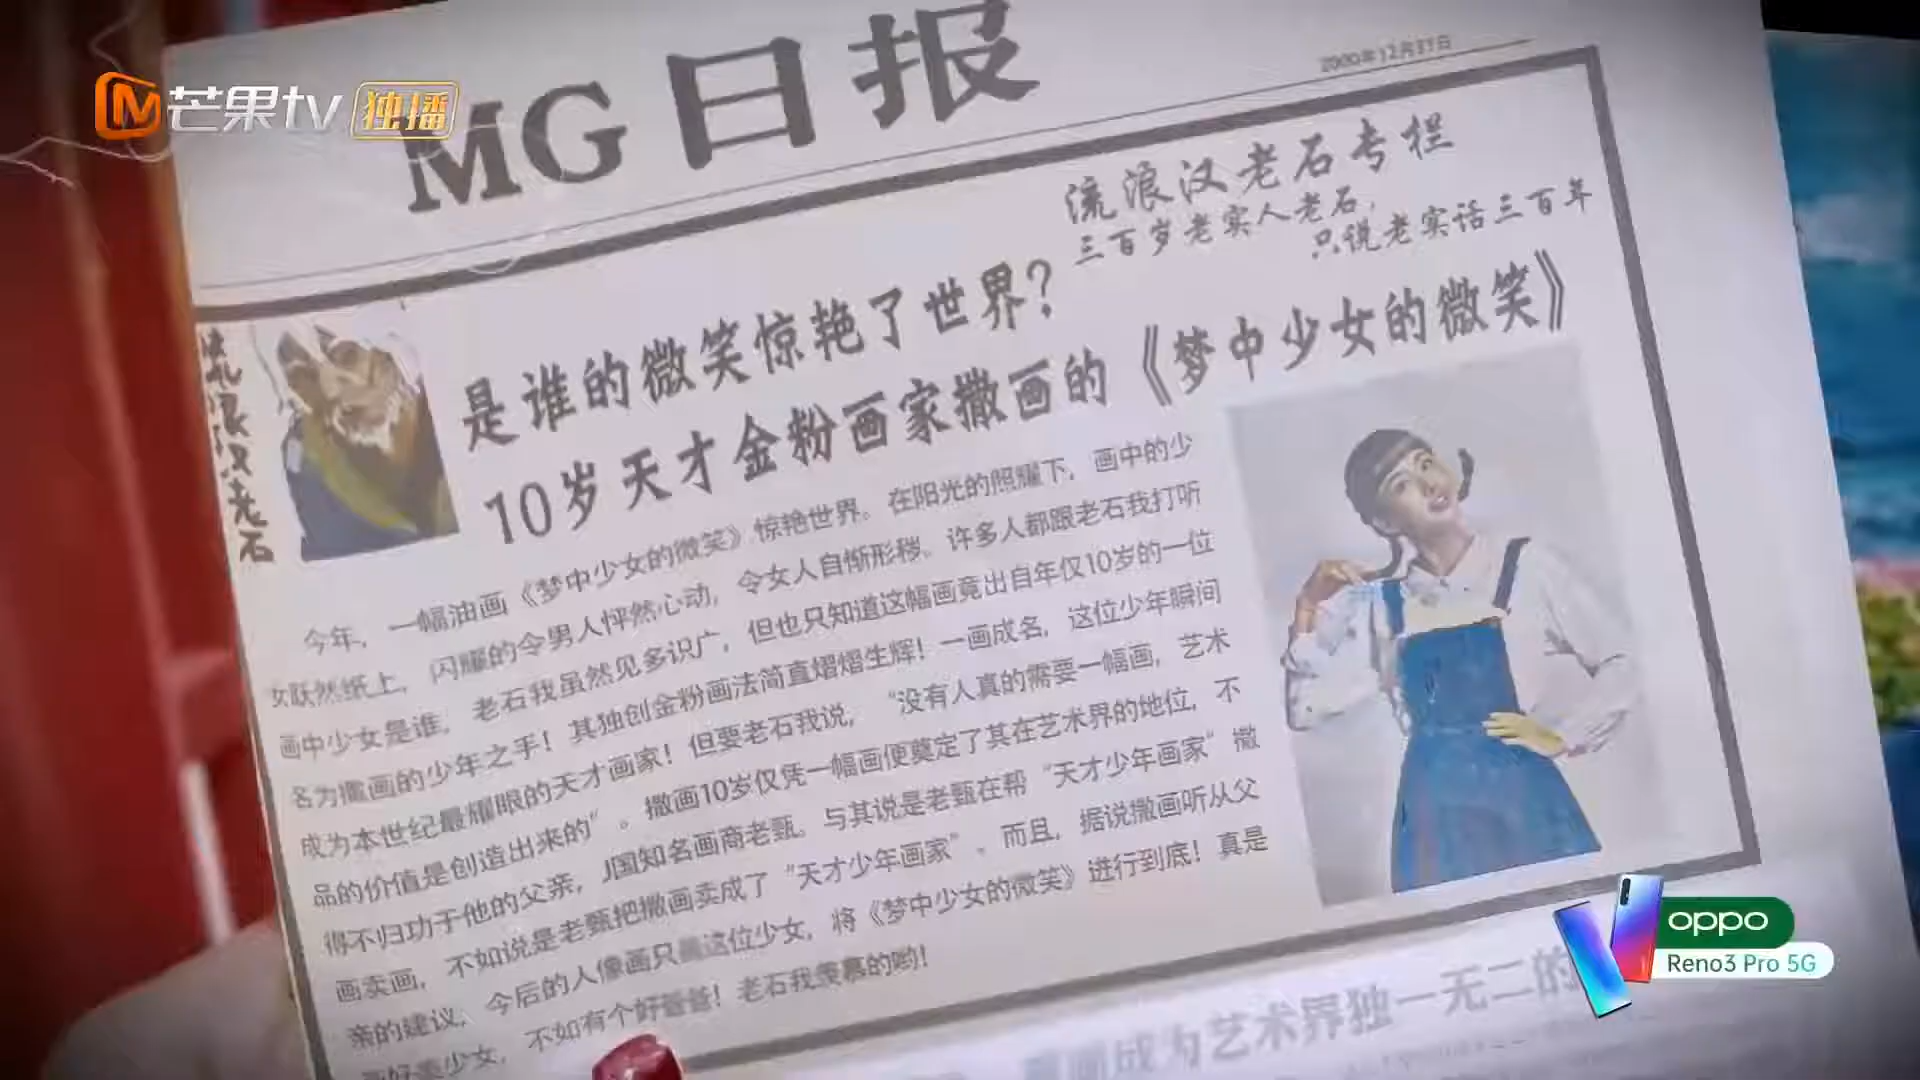 芒果tv 独播
MG日报
2000年12月31日
流浪汉老石专栏
三百岁老实人老石,
只说老实话三百年
流浪汉老石
是谁的微笑惊艳了世界?
10岁天才金粉画家撒画的《梦中少女的微笑》
今年,一幅油画《梦中少女的微笑》惊艳世界。在阳光的照耀下,画中的少
女跃然纸上,闪耀的令男人怦然心动,令女人自惭形秽。许多人都跟老石我打听
画中少女是谁,老石我虽然见多识广,但也只知道这幅画竟出自年仅10岁的一位
名为撒画的少年之手!其独创金粉画法简直熠熠生辉!一画成名,这位少年瞬间
成为本世纪最耀眼的天才画家!但要老石我说,“没有人真的需要一幅画,艺术
品的价值是创造出来的”。撒画10岁仅凭一幅画便奠定了其在艺术界的地位,不
得不归功于他的父亲,J国知名画商老甄。与其说是老甄在帮“天才少年画家”撒
画卖画,不如说是老甄把撒画卖成了“天才少年画家”。而且,据说撒画听从父
亲的建议,今后的人像画只画这位少女,将《梦中少女的微笑》进行到底!真是
画好美少女,不如有个好爸爸!老石我羡慕的哟!
成为艺术界独一无二的
oppo
Reno3 Pro 5G